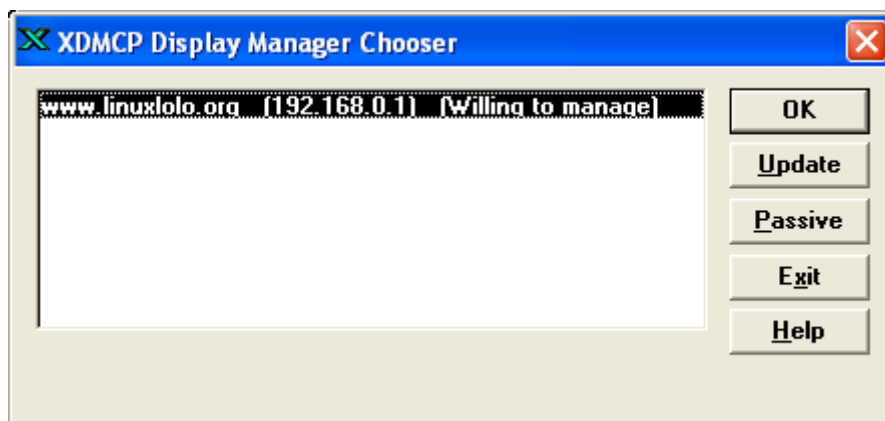 XDMCP Display Manager Chooser
www.linuxlolo.org (192.168.0.1) (Willing to manage)
OK
Update
Passive
Exit
Help